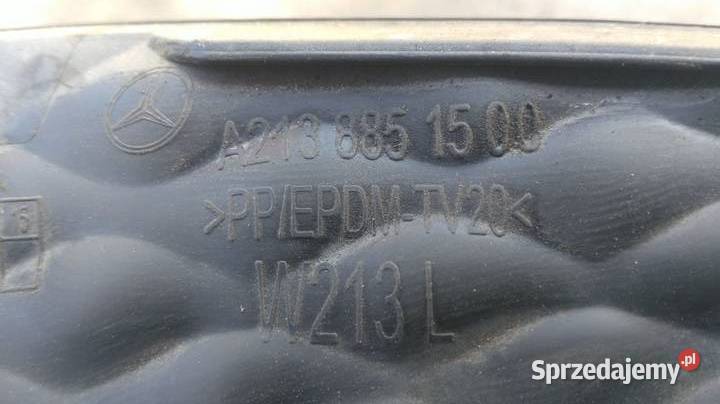 A213 885 15 00
>PP/EPDM-TV20<
W213 L
Sprzedajemy.pl